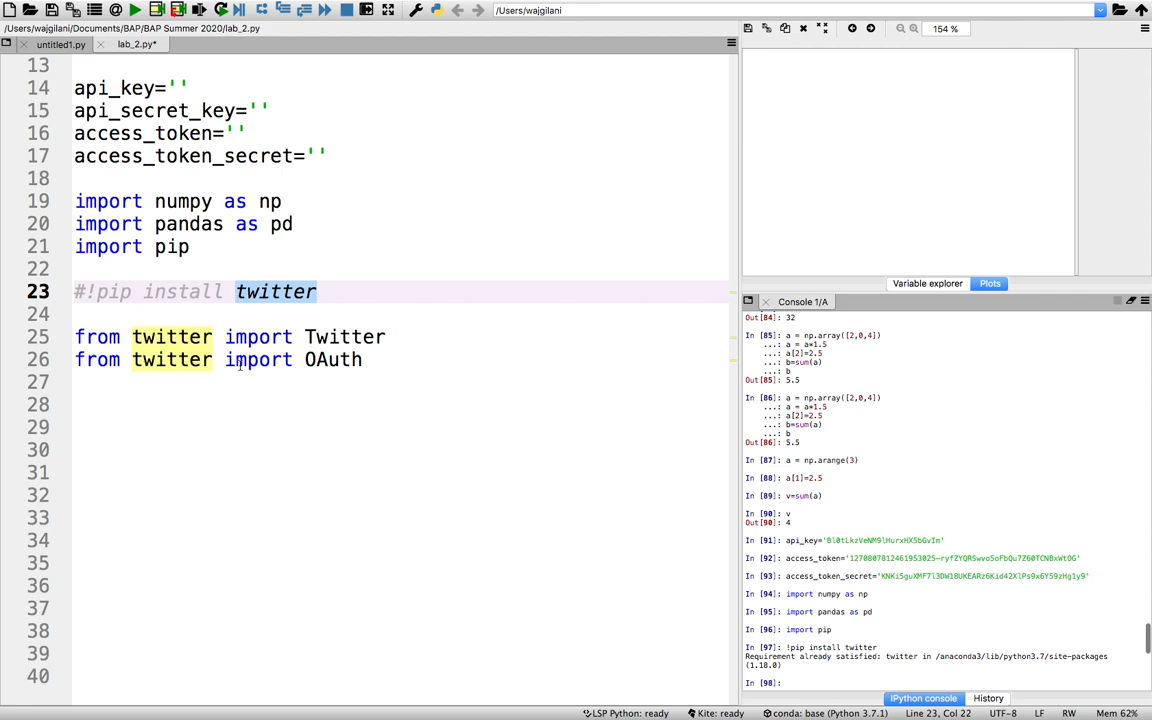 /Users/wajgilani/
/Users/wajgilani/Documents/BAP/BAP Summer 2020/lab_2.py
untitled1.py
lab_2.py*
154 %
13
14 api_key=''
15 api_secret_key=''
16 access_token=''
17 access_token_secret=''
18
19 import numpy as np
20 import pandas as pd
21 import pip
22
23 #!pip install twitter
24
25 from twitter import Twitter
26 from twitter import OAuth
27
28
29
30
31
32
33
34
35
36
37
38
39
40
Variable explorer Plots
Console 1/A
Out[84]: 32
In [85]: a = np.array([2,0,4])
...: a = a*1.5
...: a[2]=2.5
...: b=sum(a)
...: b
Out[85]: 5.5
In [86]: a = np.array([2,0,4])
...: a = a*1.5
...: a[2]=2.5
...: b=sum(a)
...: b
Out[86]: 5.5
In [87]: a = np.arange(3)
In [88]: a[1]=2.5
In [89]: v=sum(a)
In [90]: v
Out[90]: 4
In [91]: api_key=
In [92]: access_token=
In [93]: access_token_secret=
In [94]: import numpy as np
In [95]: import pandas as pd
In [96]: import pip
In [97]: !pip install twitter
Requirement already satisfied: twitter in /anaconda3/lib/python3.7/site-packages
(1.18.0)
In [98]:
IPython console History
LSP Python: ready Kite: ready conda: base (Python 3.7.1) Line 23, Col 22 UTF-8 LF RW Mem 62%